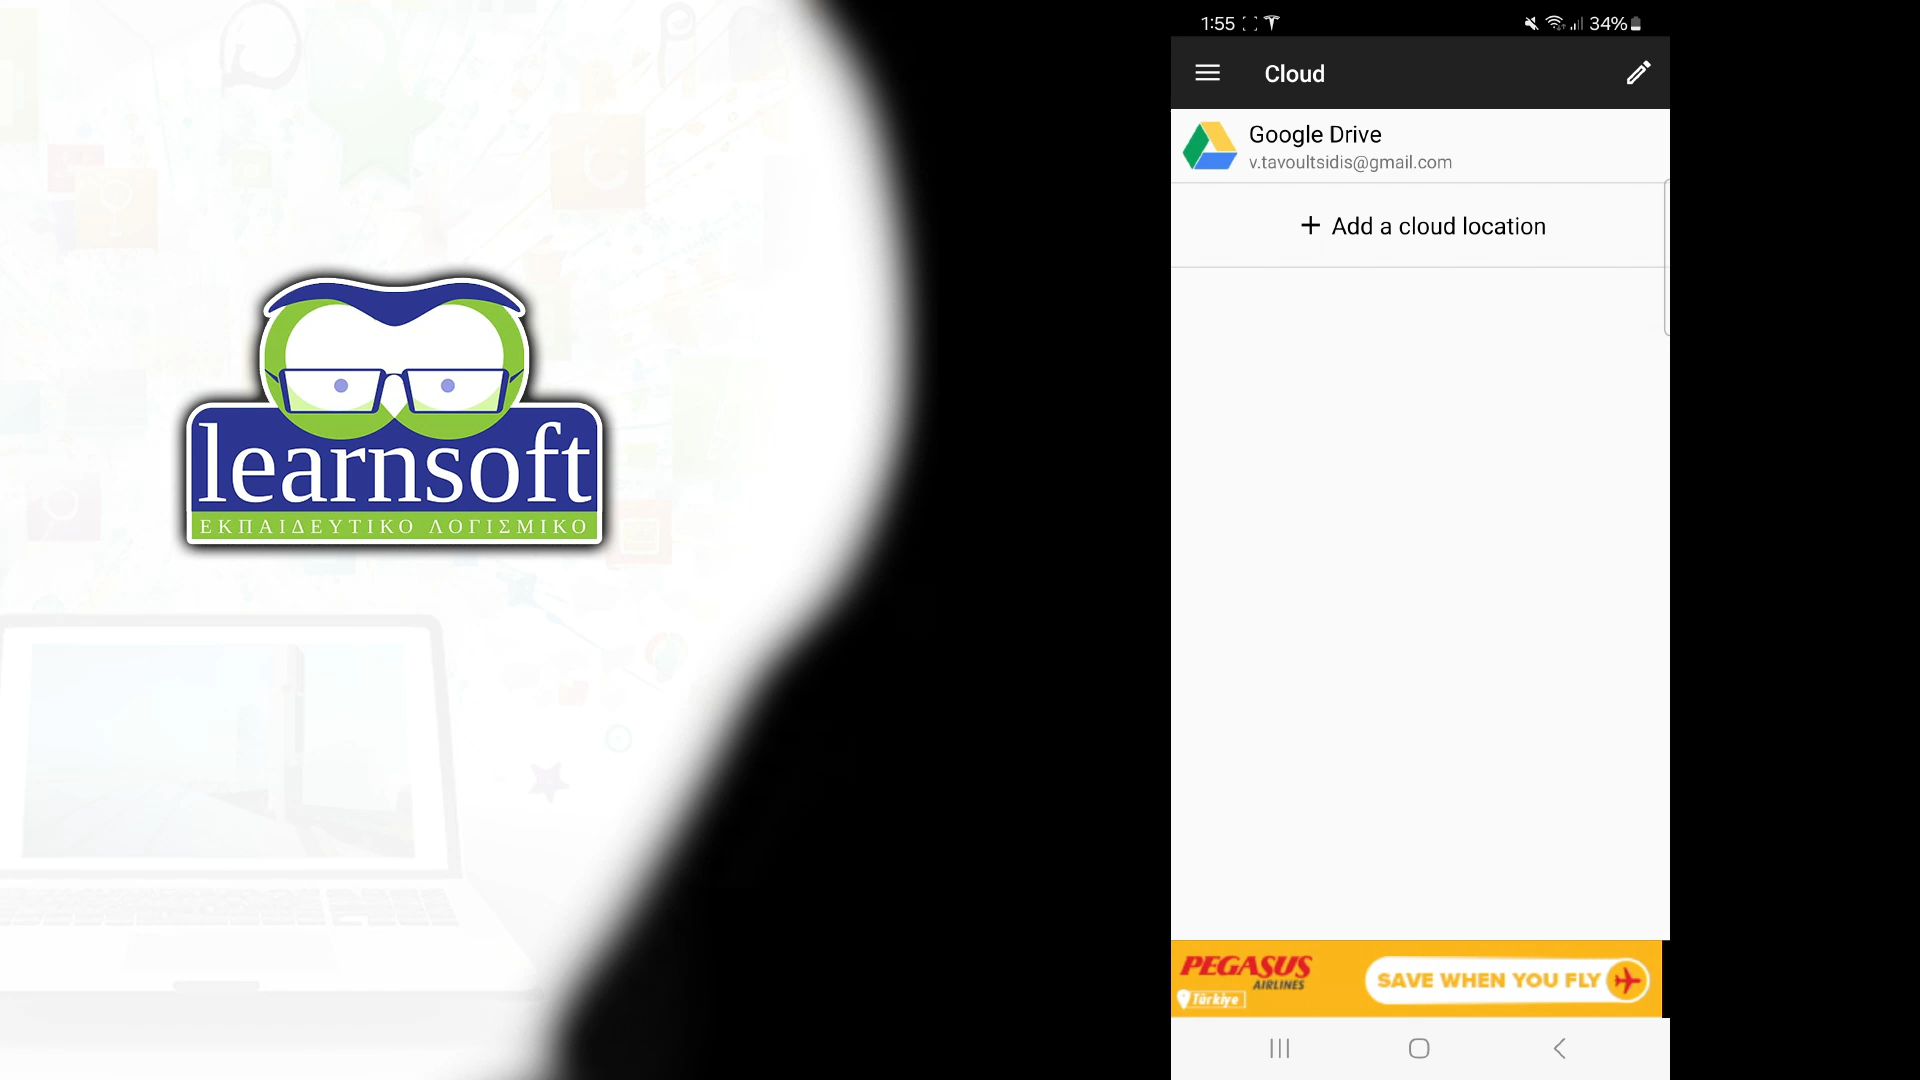 learnsoft
ΕΚΠΑΙΔΕΥΤΙΚΟ ΛΟΓΙΣΜΙΚΟ
1:55
34%
Cloud
Google Drive
v.tavoultsidis@gmail.com
+ Add a cloud location
PEGASUS
AIRLINES
Türkiye
SAVE WHEN YOU FLY